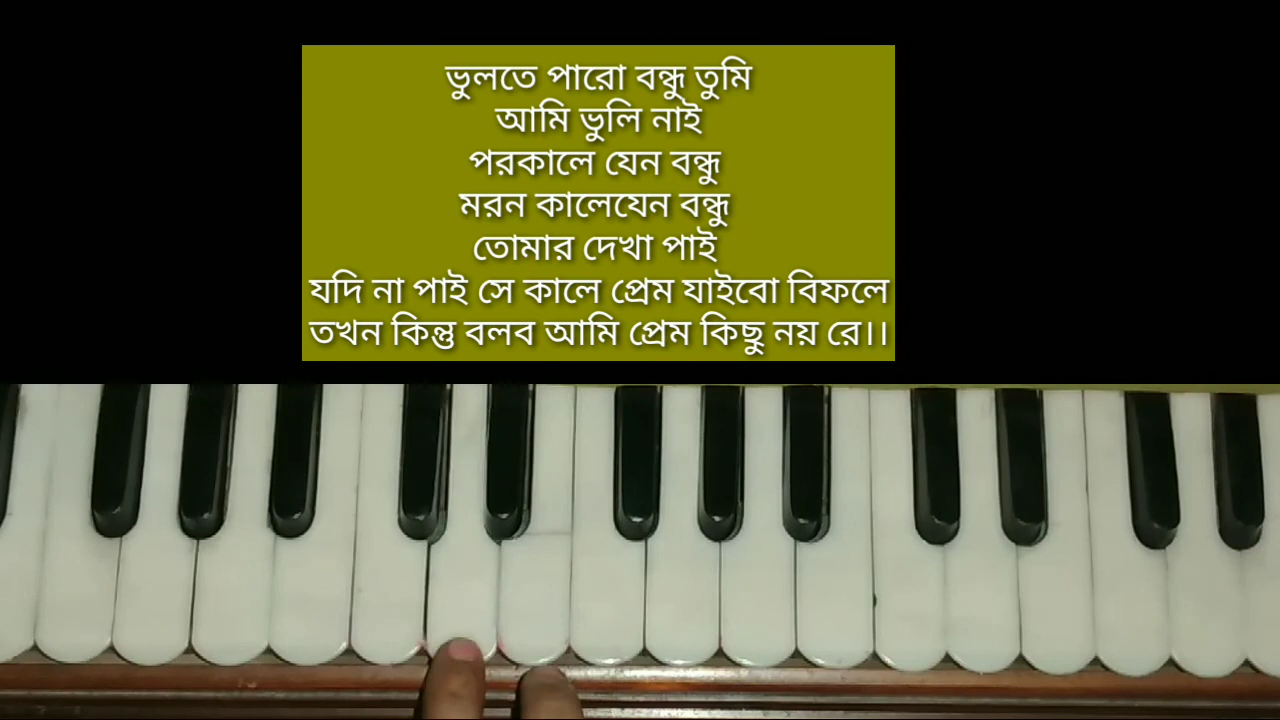 ভুলতে পারো বন্ধু তুমি
আমি ভুলি নাই
পরকালে যেন বন্ধু
মরন কালেযেন বন্ধু
তোমার দেখা পাই
যদি না পাই সে কালে প্রেম যাইবো বিফলে
তখন কিন্তু বলব আমি প্রেম কিছু নয় রে।।